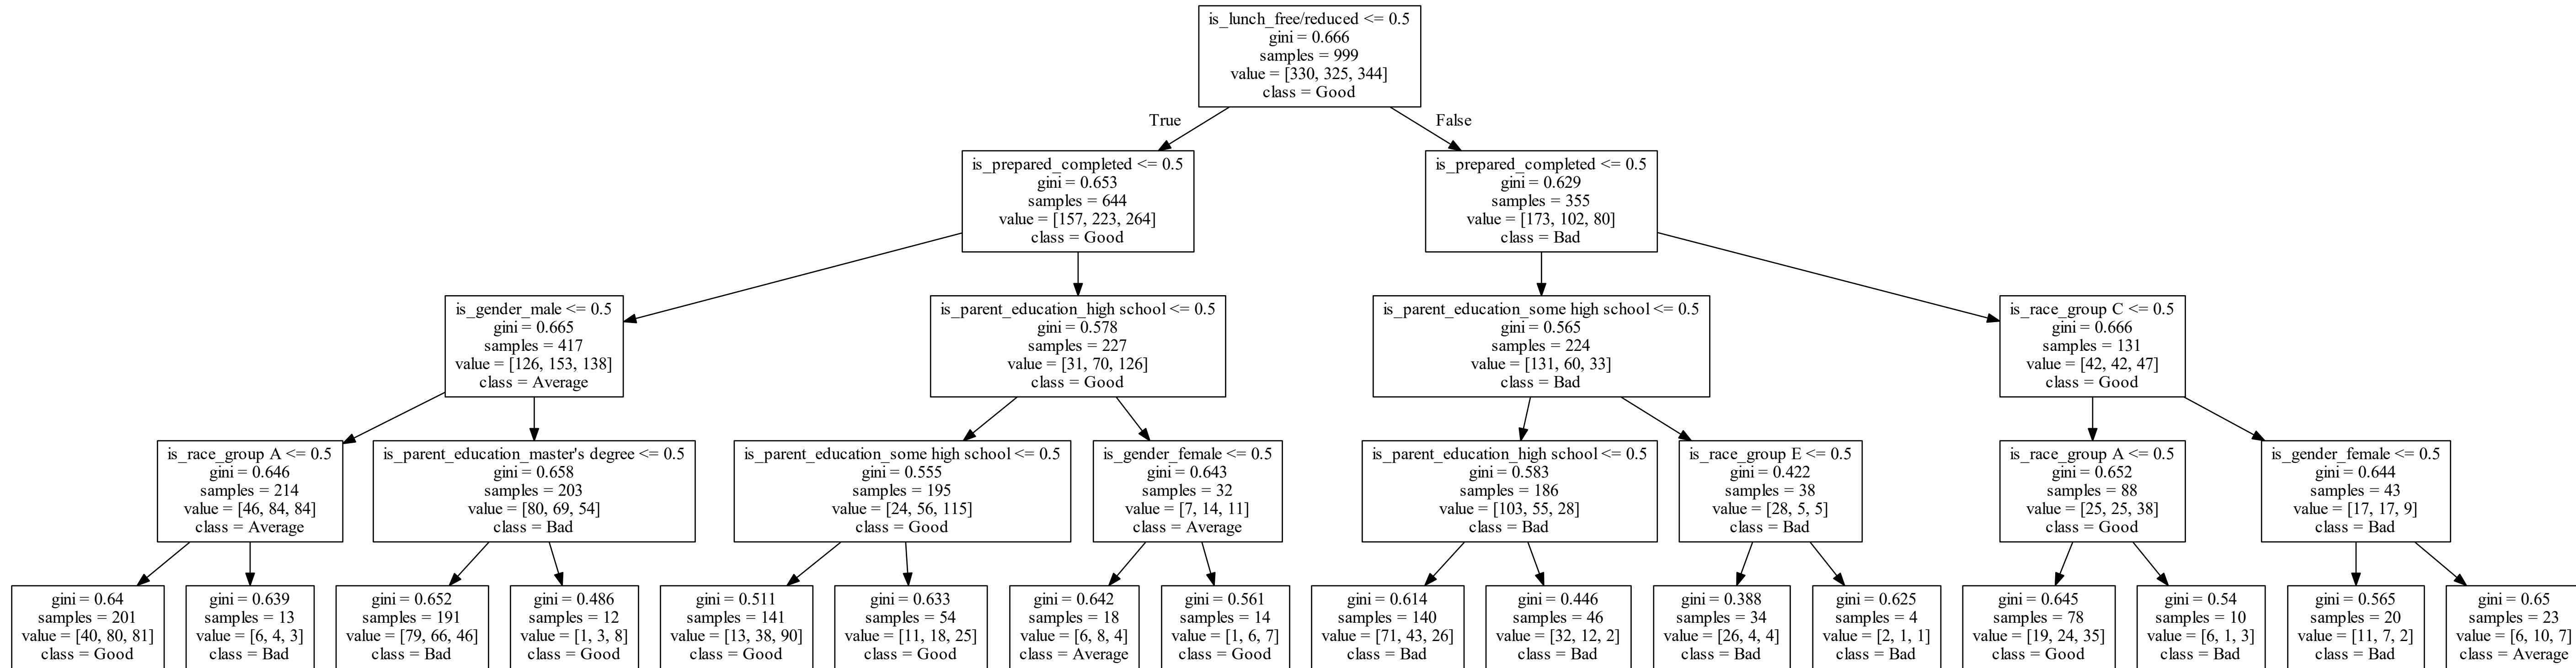 is_lunch_free/reduced <= 0.5
gini = 0.666
samples = 999
value = [330, 325, 344]
class = Good
True
False
is_prepared_completed <= 0.5
gini = 0.653
samples = 644
value = [157, 223, 264]
class = Good
is_prepared_completed <= 0.5
gini = 0.629
samples = 355
value = [173, 102, 80]
class = Bad
is_gender_male <= 0.5
gini = 0.665
samples = 417
value = [126, 153, 138]
class = Average
is_parent_education_high school <= 0.5
gini = 0.578
samples = 227
value = [31, 70, 126]
class = Good
is_parent_education_some high school <= 0.5
gini = 0.565
samples = 224
value = [131, 60, 33]
class = Bad
is_race_group C <= 0.5
gini = 0.666
samples = 131
value = [42, 42, 47]
class = Good
is_race_group A <= 0.5
gini = 0.646
samples = 214
value = [46, 84, 84]
class = Average
is_parent_education_master's degree <= 0.5
gini = 0.658
samples = 203
value = [80, 69, 54]
class = Bad
is_parent_education_some high school <= 0.5
gini = 0.555
samples = 195
value = [24, 56, 115]
class = Good
is_gender_female <= 0.5
gini = 0.643
samples = 32
value = [7, 14, 11]
class = Average
is_parent_education_high school <= 0.5
gini = 0.583
samples = 186
value = [103, 55, 28]
class = Bad
is_race_group E <= 0.5
gini = 0.422
samples = 38
value = [28, 5, 5]
class = Bad
is_race_group A <= 0.5
gini = 0.652
samples = 88
value = [25, 25, 38]
class = Good
is_gender_female <= 0.5
gini = 0.644
samples = 43
value = [17, 17, 9]
class = Bad
gini = 0.64
samples = 201
value = [40, 80, 81]
class = Good
gini = 0.639
samples = 13
value = [6, 4, 3]
class = Bad
gini = 0.652
samples = 191
value = [79, 66, 46]
class = Bad
gini = 0.486
samples = 12
value = [1, 3, 8]
class = Good
gini = 0.511
samples = 141
value = [13, 38, 90]
class = Good
gini = 0.633
samples = 54
value = [11, 18, 25]
class = Good
gini = 0.642
samples = 18
value = [6, 8, 4]
class = Average
gini = 0.561
samples = 14
value = [1, 6, 7]
class = Good
gini = 0.614
samples = 140
value = [71, 43, 26]
class = Bad
gini = 0.446
samples = 46
value = [32, 12, 2]
class = Bad
gini = 0.388
samples = 34
value = [26, 4, 4]
class = Bad
gini = 0.625
samples = 4
value = [2, 1, 1]
class = Bad
gini = 0.645
samples = 78
value = [19, 24, 35]
class = Good
gini = 0.54
samples = 10
value = [6, 1, 3]
class = Bad
gini = 0.565
samples = 20
value = [11, 7, 2]
class = Bad
gini = 0.65
samples = 23
value = [6, 10, 7]
class = Average